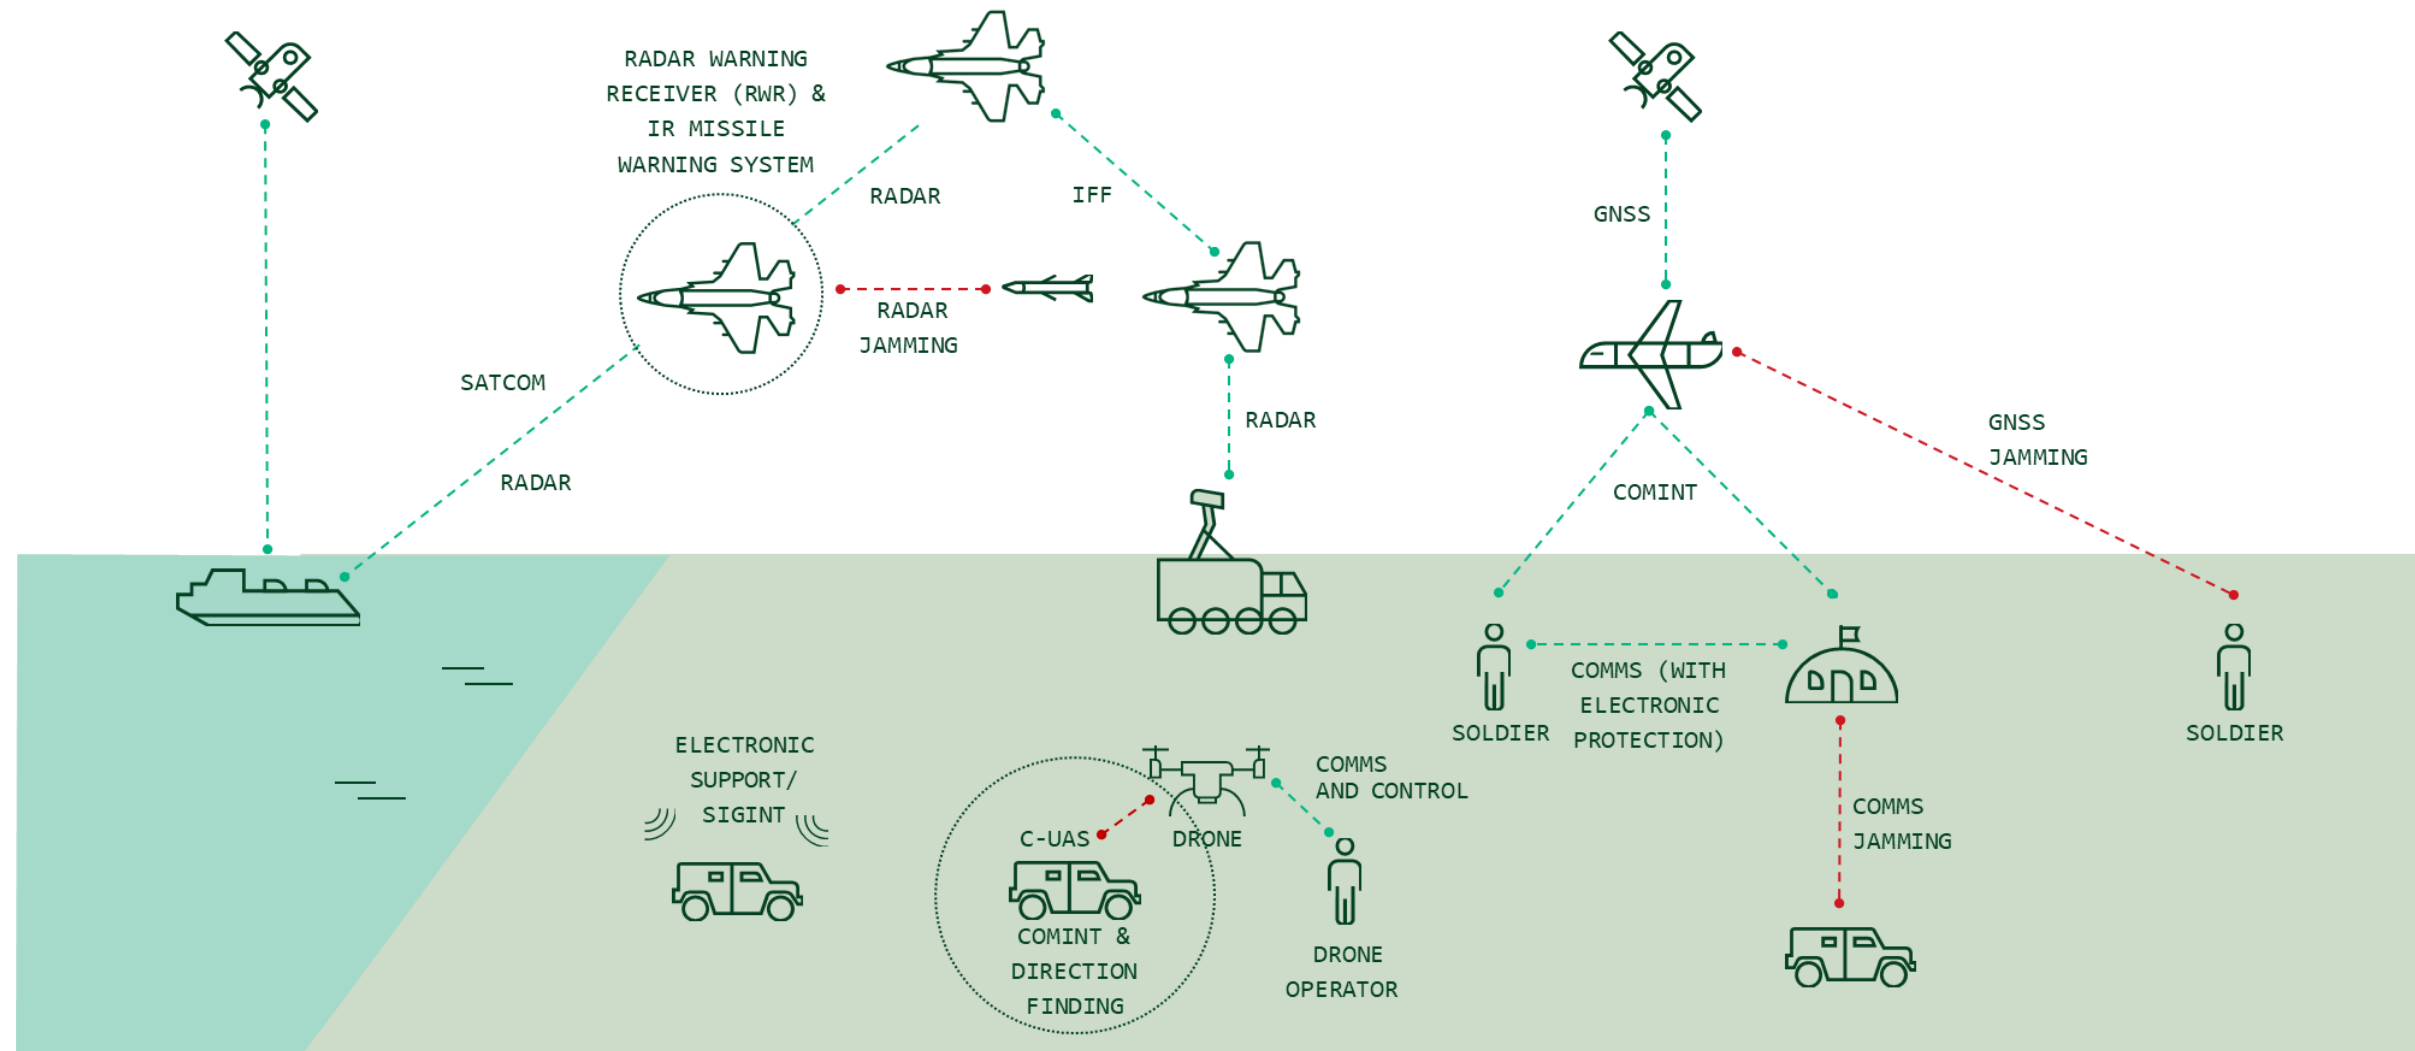 RADAR WARNING
RECEIVER (RWR) &
IR MISSILE
WARNING SYSTEM
RADAR
IFF
GNSS
RADAR
JAMMING
SATCOM
RADAR
RADAR
GNSS
JAMMING
COMINT
COMMS (WITH
ELECTRONIC
PROTECTION)
SOLDIER
SOLDIER
ELECTRONIC
SUPPORT/
SIGINT
COMMS
AND CONTROL
C-UAS
DRONE
COMMS
JAMMING
COMINT &
DIRECTION
FINDING
DRONE
OPERATOR